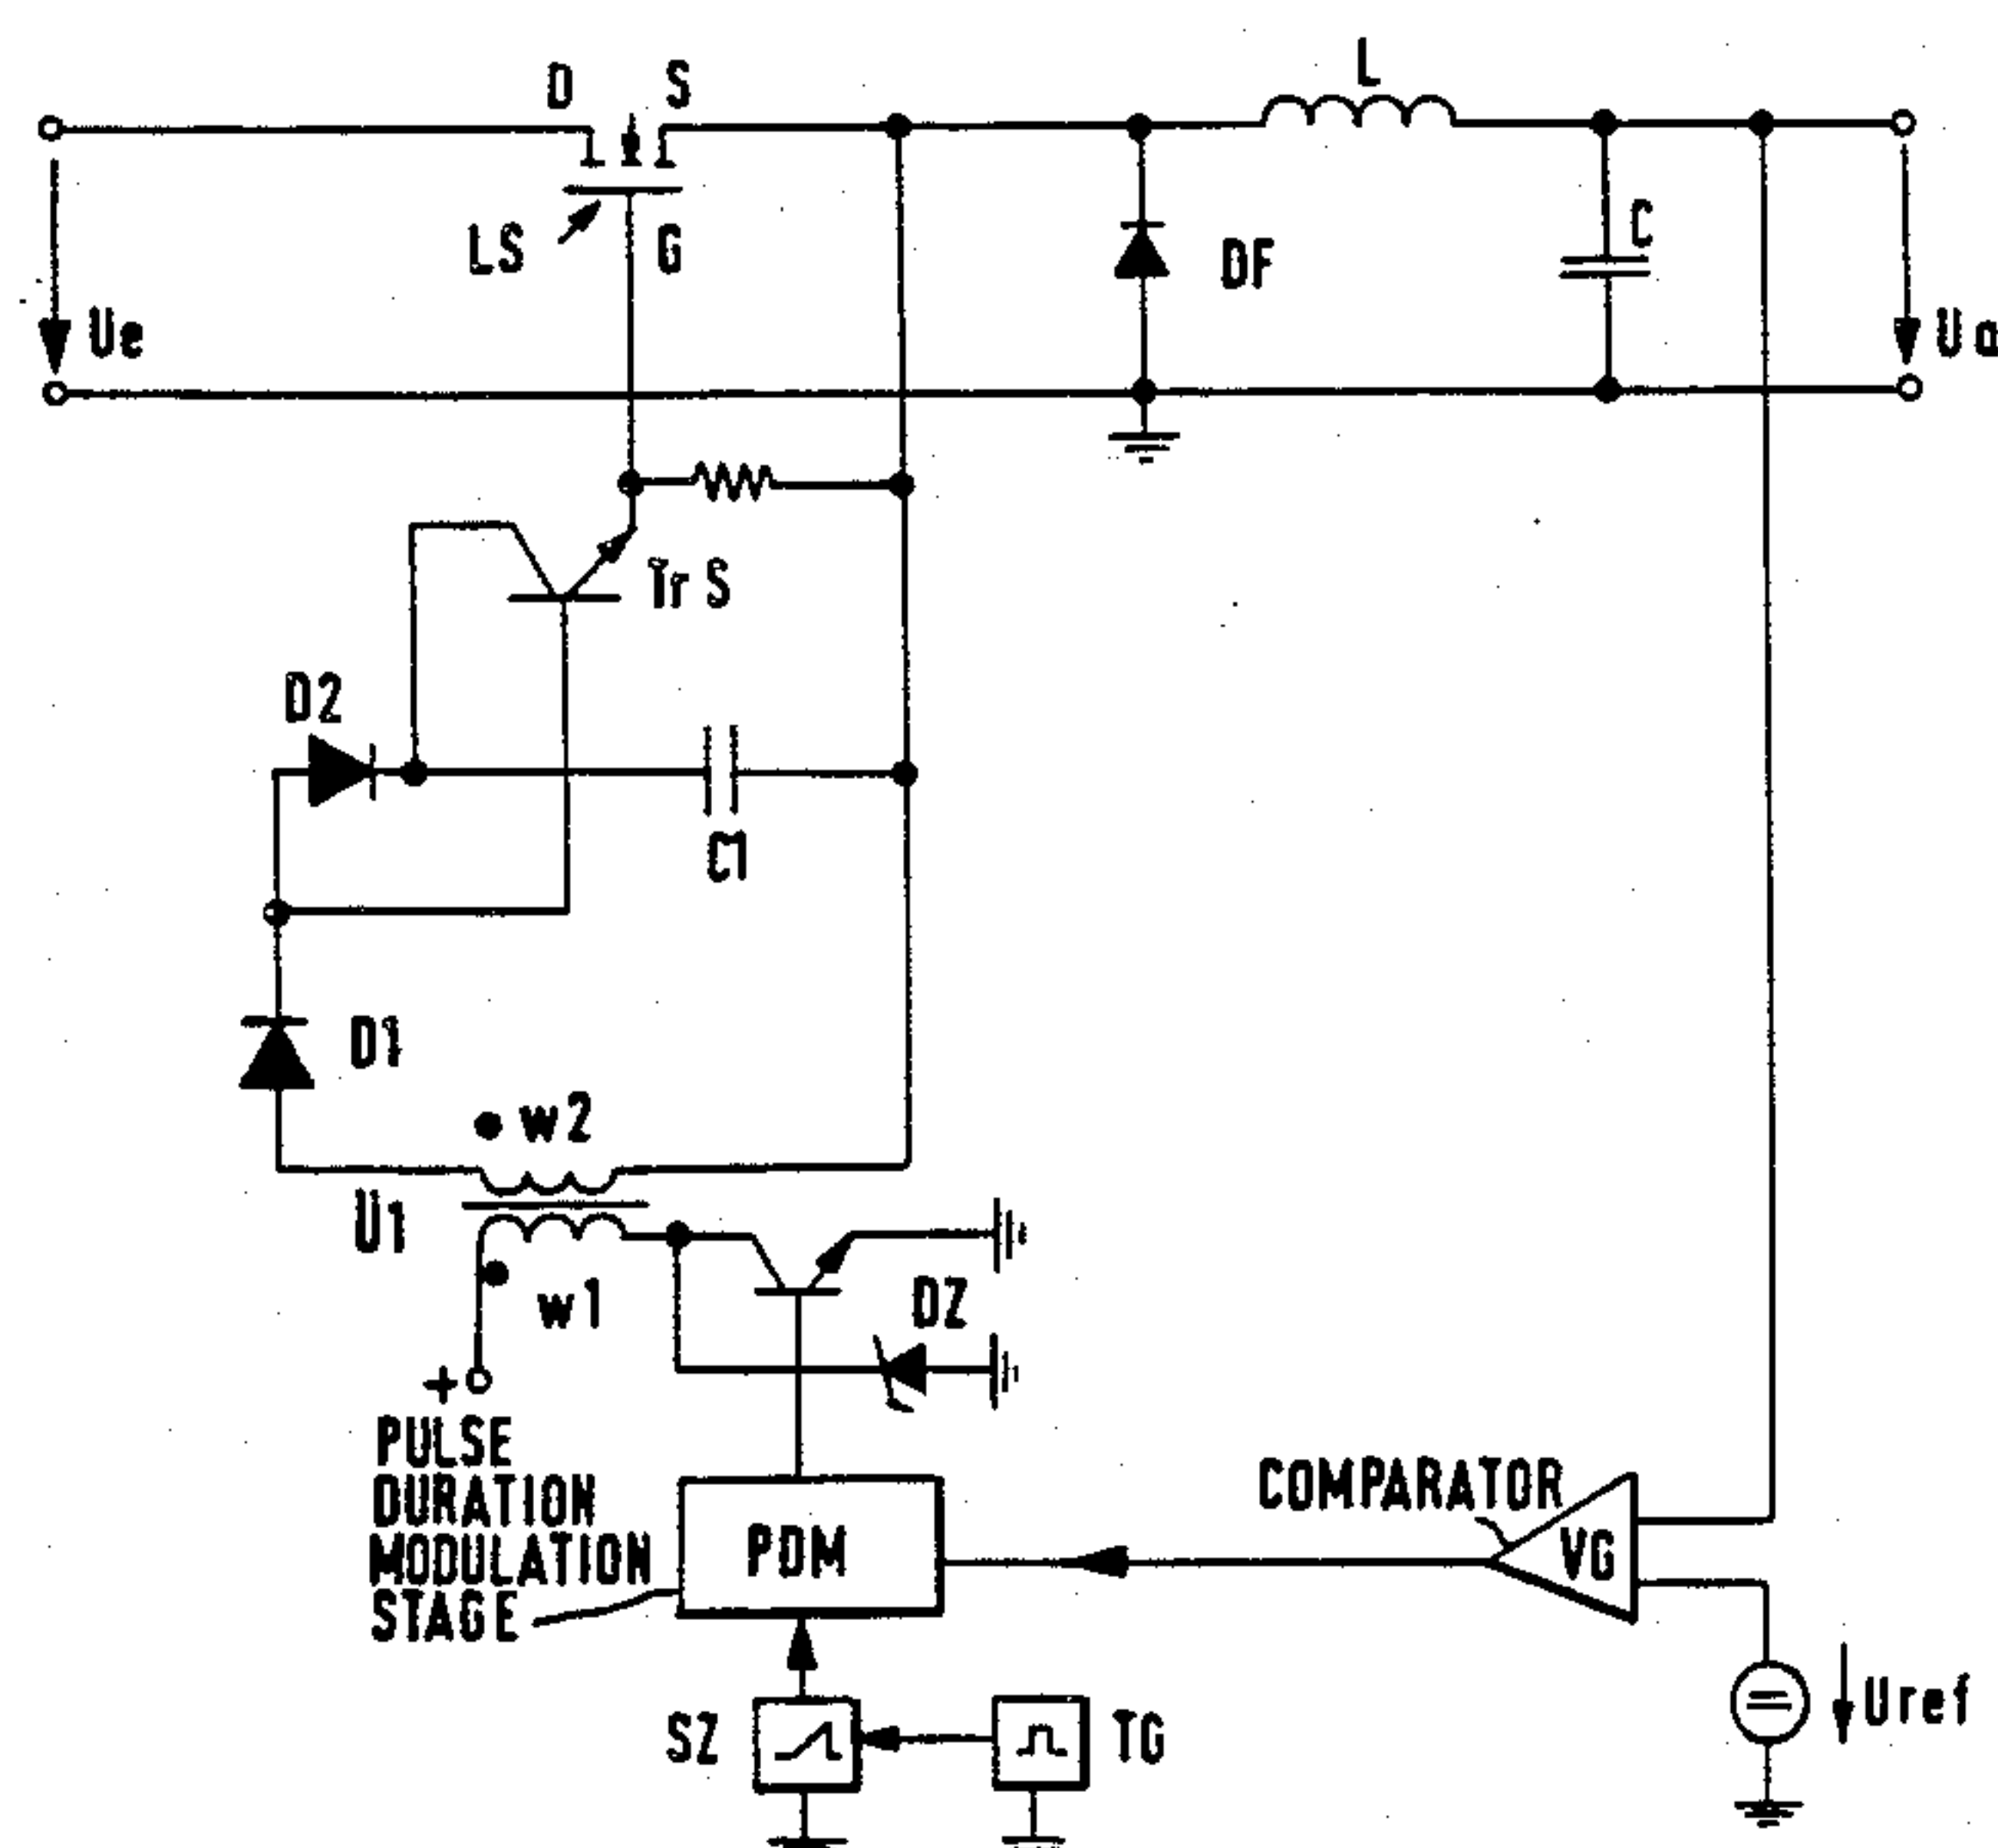 D S
L
LS G
DF
C
Ue
Ua
TrS
D2
C1
D1
w2
U1
w1
DZ
+
PULSE
DURATION
MODULATION
STAGE
PDM
COMPARATOR
VG
SZ
TG
Uref